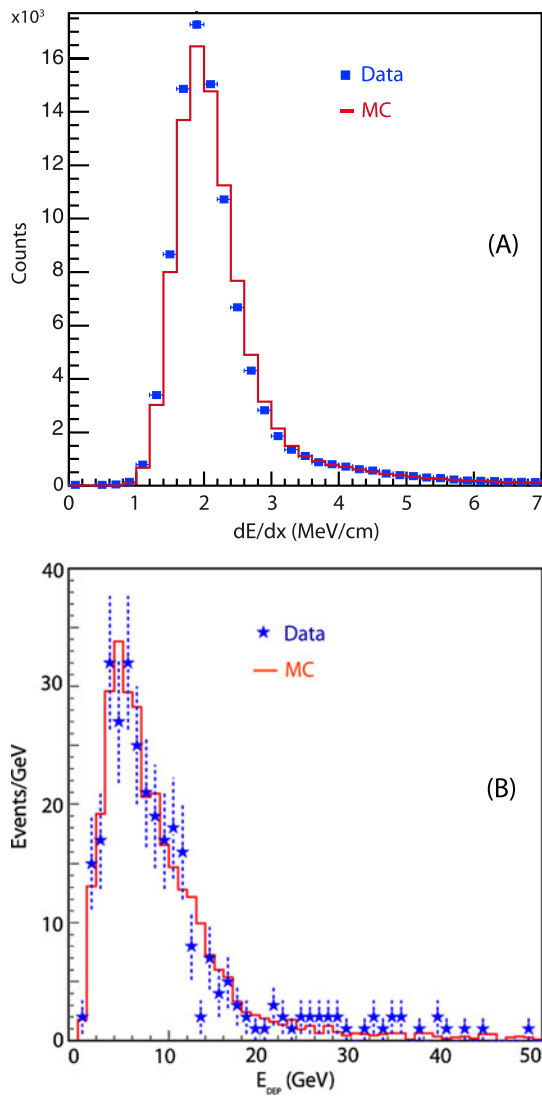 x10³
16
14
12
10
8
6
4
2
0
Counts
Data
MC
(A)
0 1 2 3 4 5 6 7
dE/dx (MeV/cm)
40
30
20
10
0
Events/GeV
Data
MC
(B)
0 10 20 30 40 50
E_DEP (GeV)